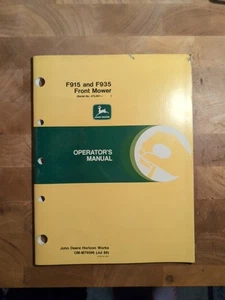 F915 and F935
Front Mower
JOHN DEERE
OPERATOR'S
MANUAL
John Deere Horicon Works